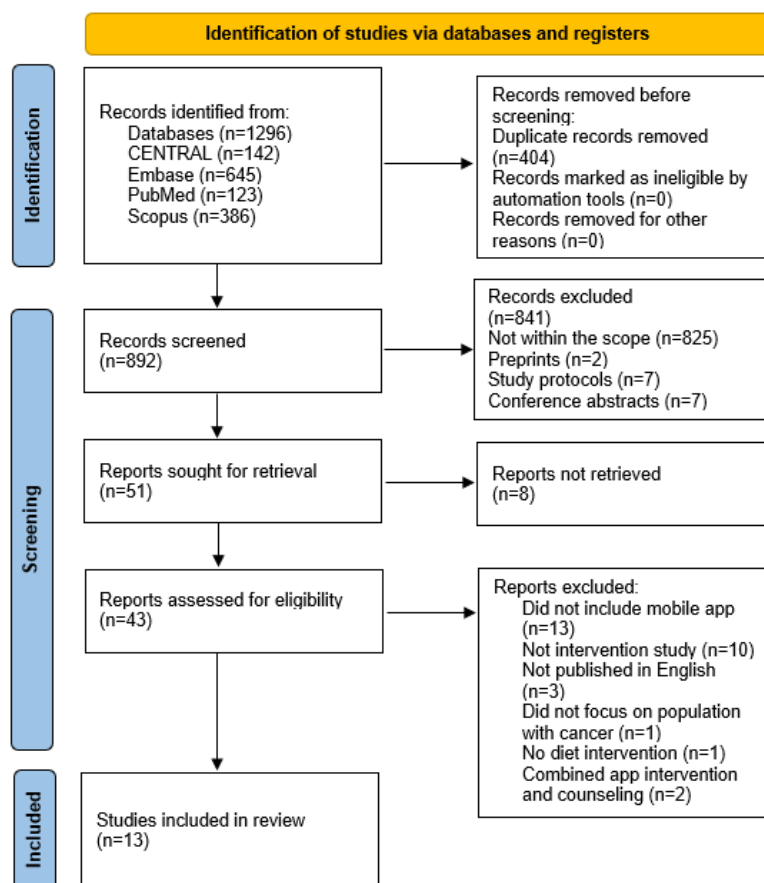 Identification of studies via databases and registers
Identification
Records identified from:
Databases (n=1296)
CENTRAL (n=142)
Embase (n=645)
PubMed (n=123)
Scopus (n=386)
Records removed before
screening:
Duplicate records removed
(n=404)
Records marked as ineligible by
automation tools (n=0)
Records removed for other
reasons (n=0)
Screening
Records screened
(n=892)
Records excluded
(n=841)
Not within the scope (n=825)
Preprints (n=2)
Study protocols (n=7)
Conference abstracts (n=7)
Reports sought for retrieval
(n=51)
Reports not retrieved
(n=8)
Reports assessed for eligibility
(n=43)
Reports excluded:
Did not include mobile app
(n=13)
Not intervention study (n=10)
Not published in English
(n=3)
Did not focus on population
with cancer (n=1)
No diet intervention (n=1)
Combined app intervention
and counseling (n=2)
Included
Studies included in review
(n=13)